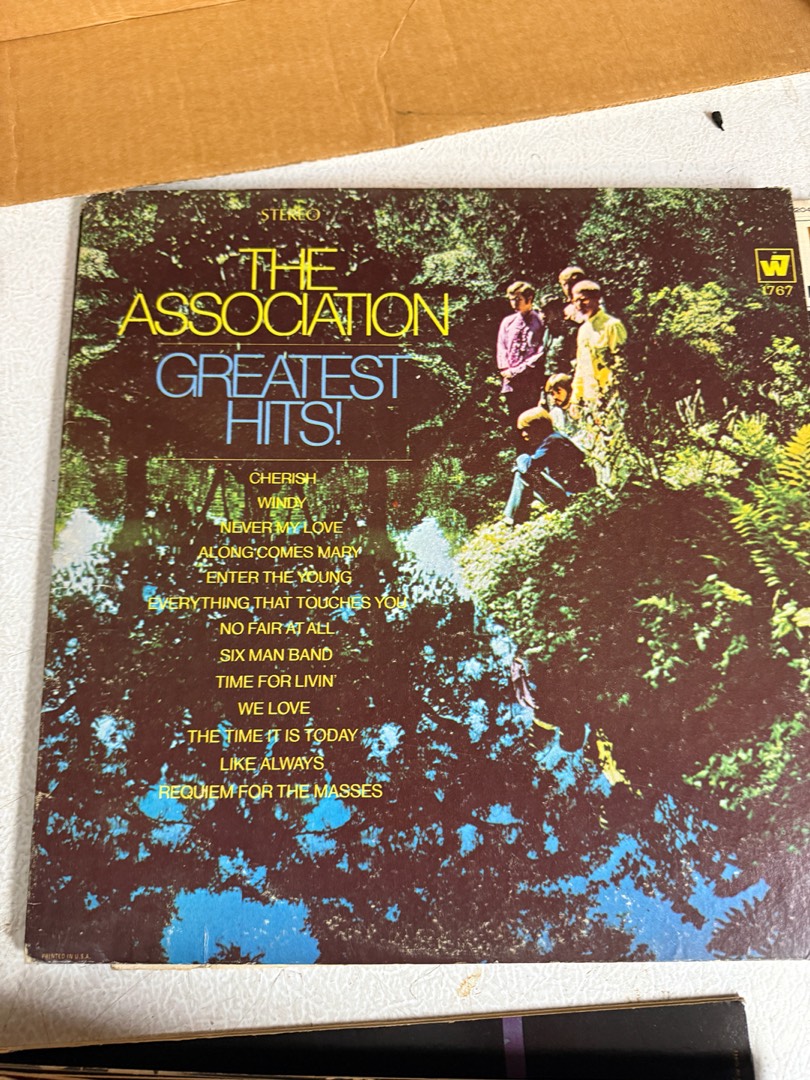 STEREO
THE
ASSOCIATION
W
1767
GREATEST
HITS!
CHERISH
WINDY
NEVER MY LOVE
ALONG COMES MARY
ENTER THE YOUNG
EVERYTHING THAT TOUCHES YOU
NO FAIR AT ALL
SIX MAN BAND
TIME FOR LIVIN'
WE LOVE
THE TIME IT IS TODAY
LIKE ALWAYS
REQUIEM FOR THE MASSES
PRINTED IN U.S.A.